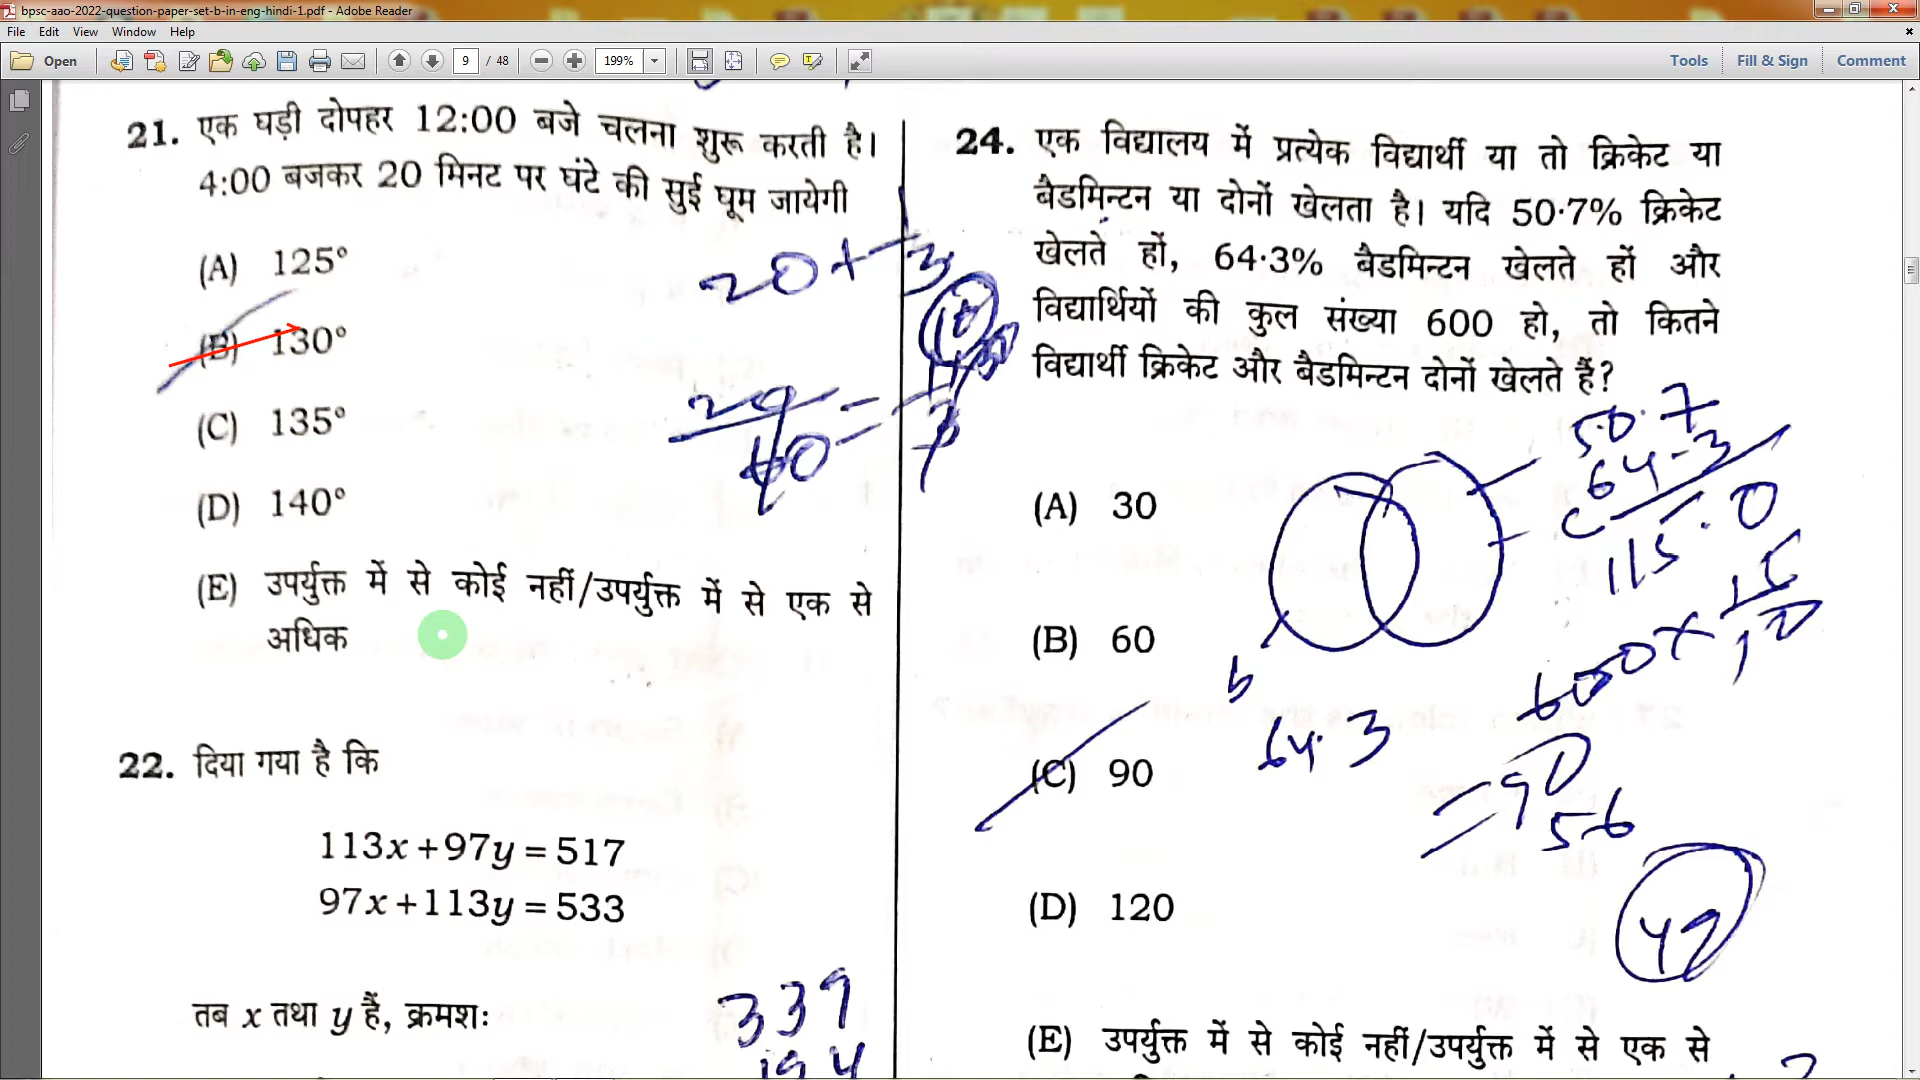 bpsc-aao-2022-question-paper-set-b-in-eng-hindi-1.pdf - Adobe Reader
File Edit View Window Help
Open 9 / 48 199% Tools Fill & Sign Comment
21. एक घड़ी दोपहर 12:00 बजे चलना शुरू करती है।
4:00 बजकर 20 मिनट पर घंटे की सुई घूम जायेगी
(A) 125°
(B) 130°
(C) 135°
(D) 140°
(E) उपर्युक्त में से कोई नहीं/उपर्युक्त में से एक से
अधिक
20+
22. दिया गया है कि
113x+97y=517
97x+113y=533
तब x तथा y हैं, क्रमशः
339
194
24. एक विद्यालय में प्रत्येक विद्यार्थी या तो क्रिकेट या
बैडमिन्टन या दोनों खेलता है। यदि 50·7% क्रिकेट
खेलते हों, 64·3% बैडमिन्टन खेलते हों और
विद्यार्थियों की कुल संख्या 600 हो, तो कितने
विद्यार्थी क्रिकेट और बैडमिन्टन दोनों खेलते हैं?
50.7
64.3
115.0
(A) 30
(B) 60
b
64.3
(C) 90
=90
56
(D) 120
(E) उपर्युक्त में से कोई नहीं/उपर्युक्त में से एक से